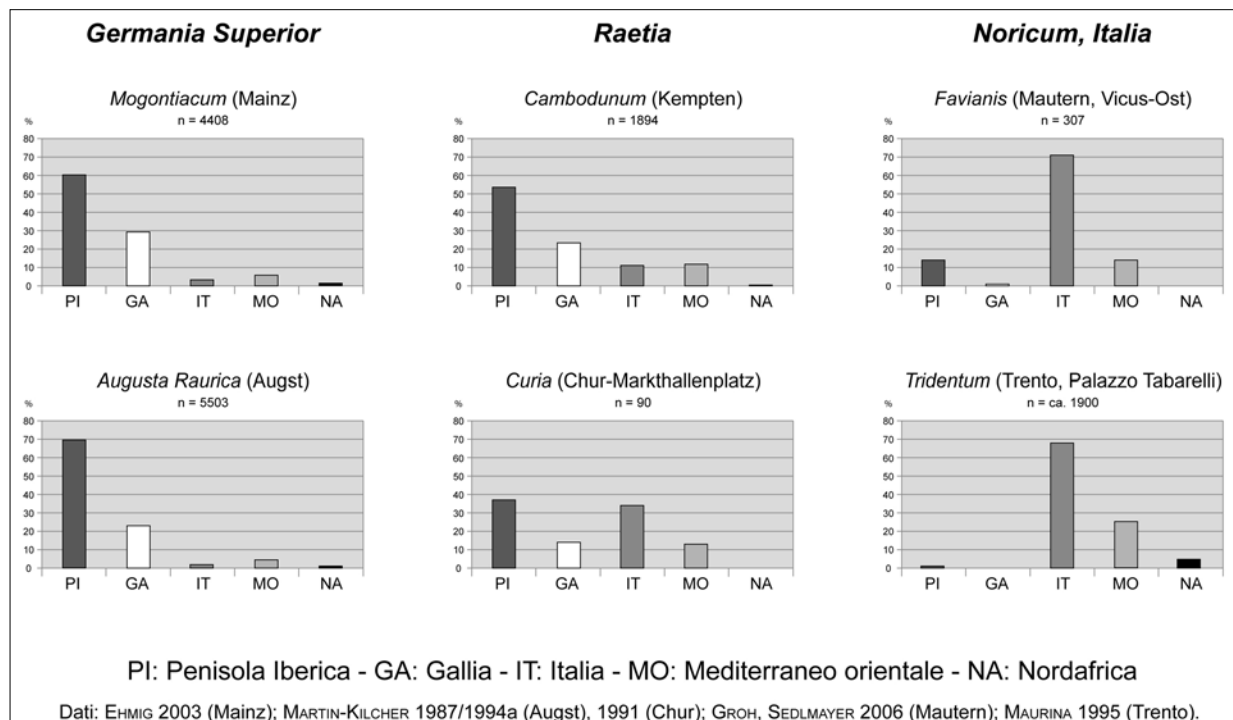 Germania Superior
Raetia
Noricum, Italia
Mogontiacum (Mainz)
n = 4408
%
80
70
60
50
40
30
20
10
0
PI GA IT MO NA
Cambodunum (Kempten)
n = 1894
%
80
70
60
50
40
30
20
10
0
PI GA IT MO NA
Favianis (Mautern, Vicus-Ost)
n = 307
%
80
70
60
50
40
30
20
10
0
PI GA IT MO NA
Augusta Raurica (Augst)
n = 5503
%
80
70
60
50
40
30
20
10
0
PI GA IT MO NA
Curia (Chur-Markthallenplatz)
n = 90
%
80
70
60
50
40
30
20
10
0
PI GA IT MO NA
Tridentum (Trento, Palazzo Tabarelli)
n = ca. 1900
%
80
70
60
50
40
30
20
10
0
PI GA IT MO NA
PI: Penisola Iberica - GA: Gallia - IT: Italia - MO: Mediterraneo orientale - NA: Nordafrica
Dati: EHMIG 2003 (Mainz); MARTIN-KILCHER 1987/1994a (Augst), 1991 (Chur); GROH, SEDLMAYER 2006 (Mautern); MAURINA 1995 (Trento).